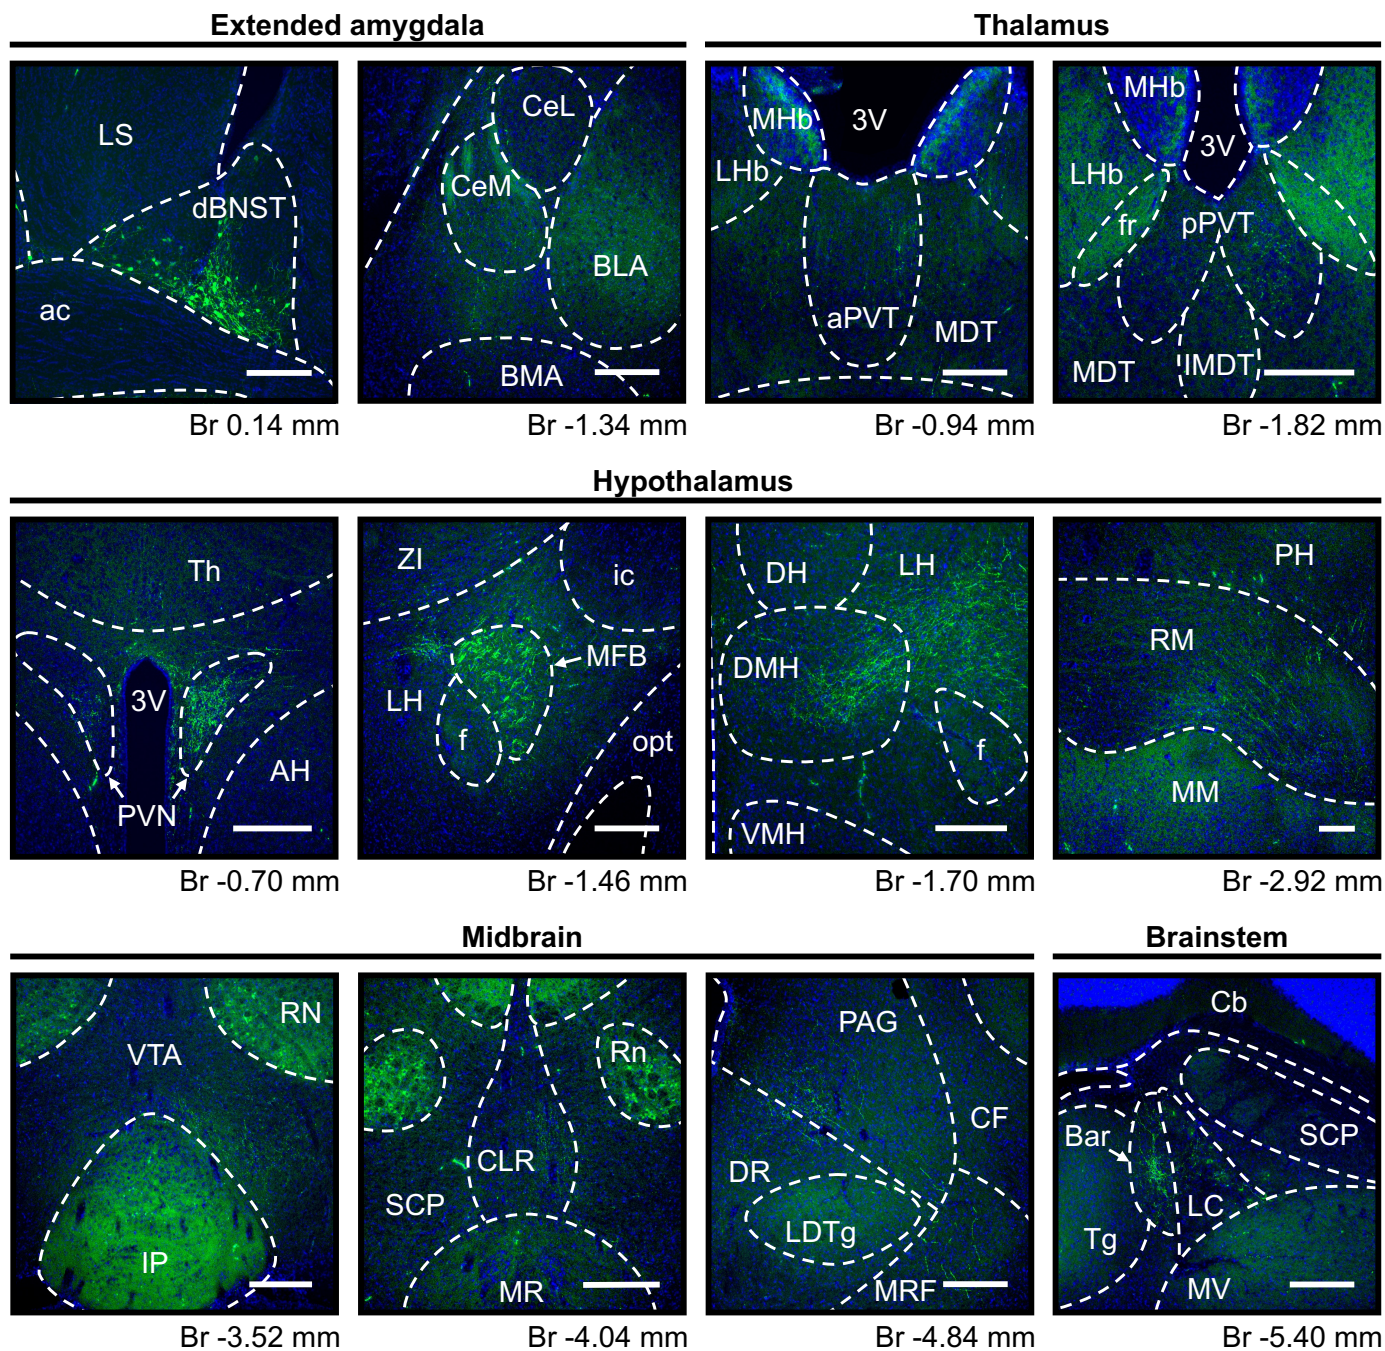 Extended amygdala
Thalamus
LS
dBNST
ac
Br 0.14 mm
CeL
CeM
BLA
BMA
Br -1.34 mm
MHb
3V
LHb
aPVT
MDT
Br -0.94 mm
MHb
3V
LHb
fr
pPVT
MDT
IMDT
Br -1.82 mm
Hypothalamus
Th
3V
AH
PVN
Br -0.70 mm
ZI
ic
MFB
LH
f
opt
Br -1.46 mm
DH
LH
DMH
f
VMH
Br -1.70 mm
PH
RM
MM
Br -2.92 mm
Midbrain
Brainstem
RN
VTA
IP
Br -3.52 mm
Rn
CLR
SCP
MR
Br -4.04 mm
PAG
CF
DR
LDTg
MRF
Br -4.84 mm
Cb
Bar
SCP
LC
Tg
MV
Br -5.40 mm